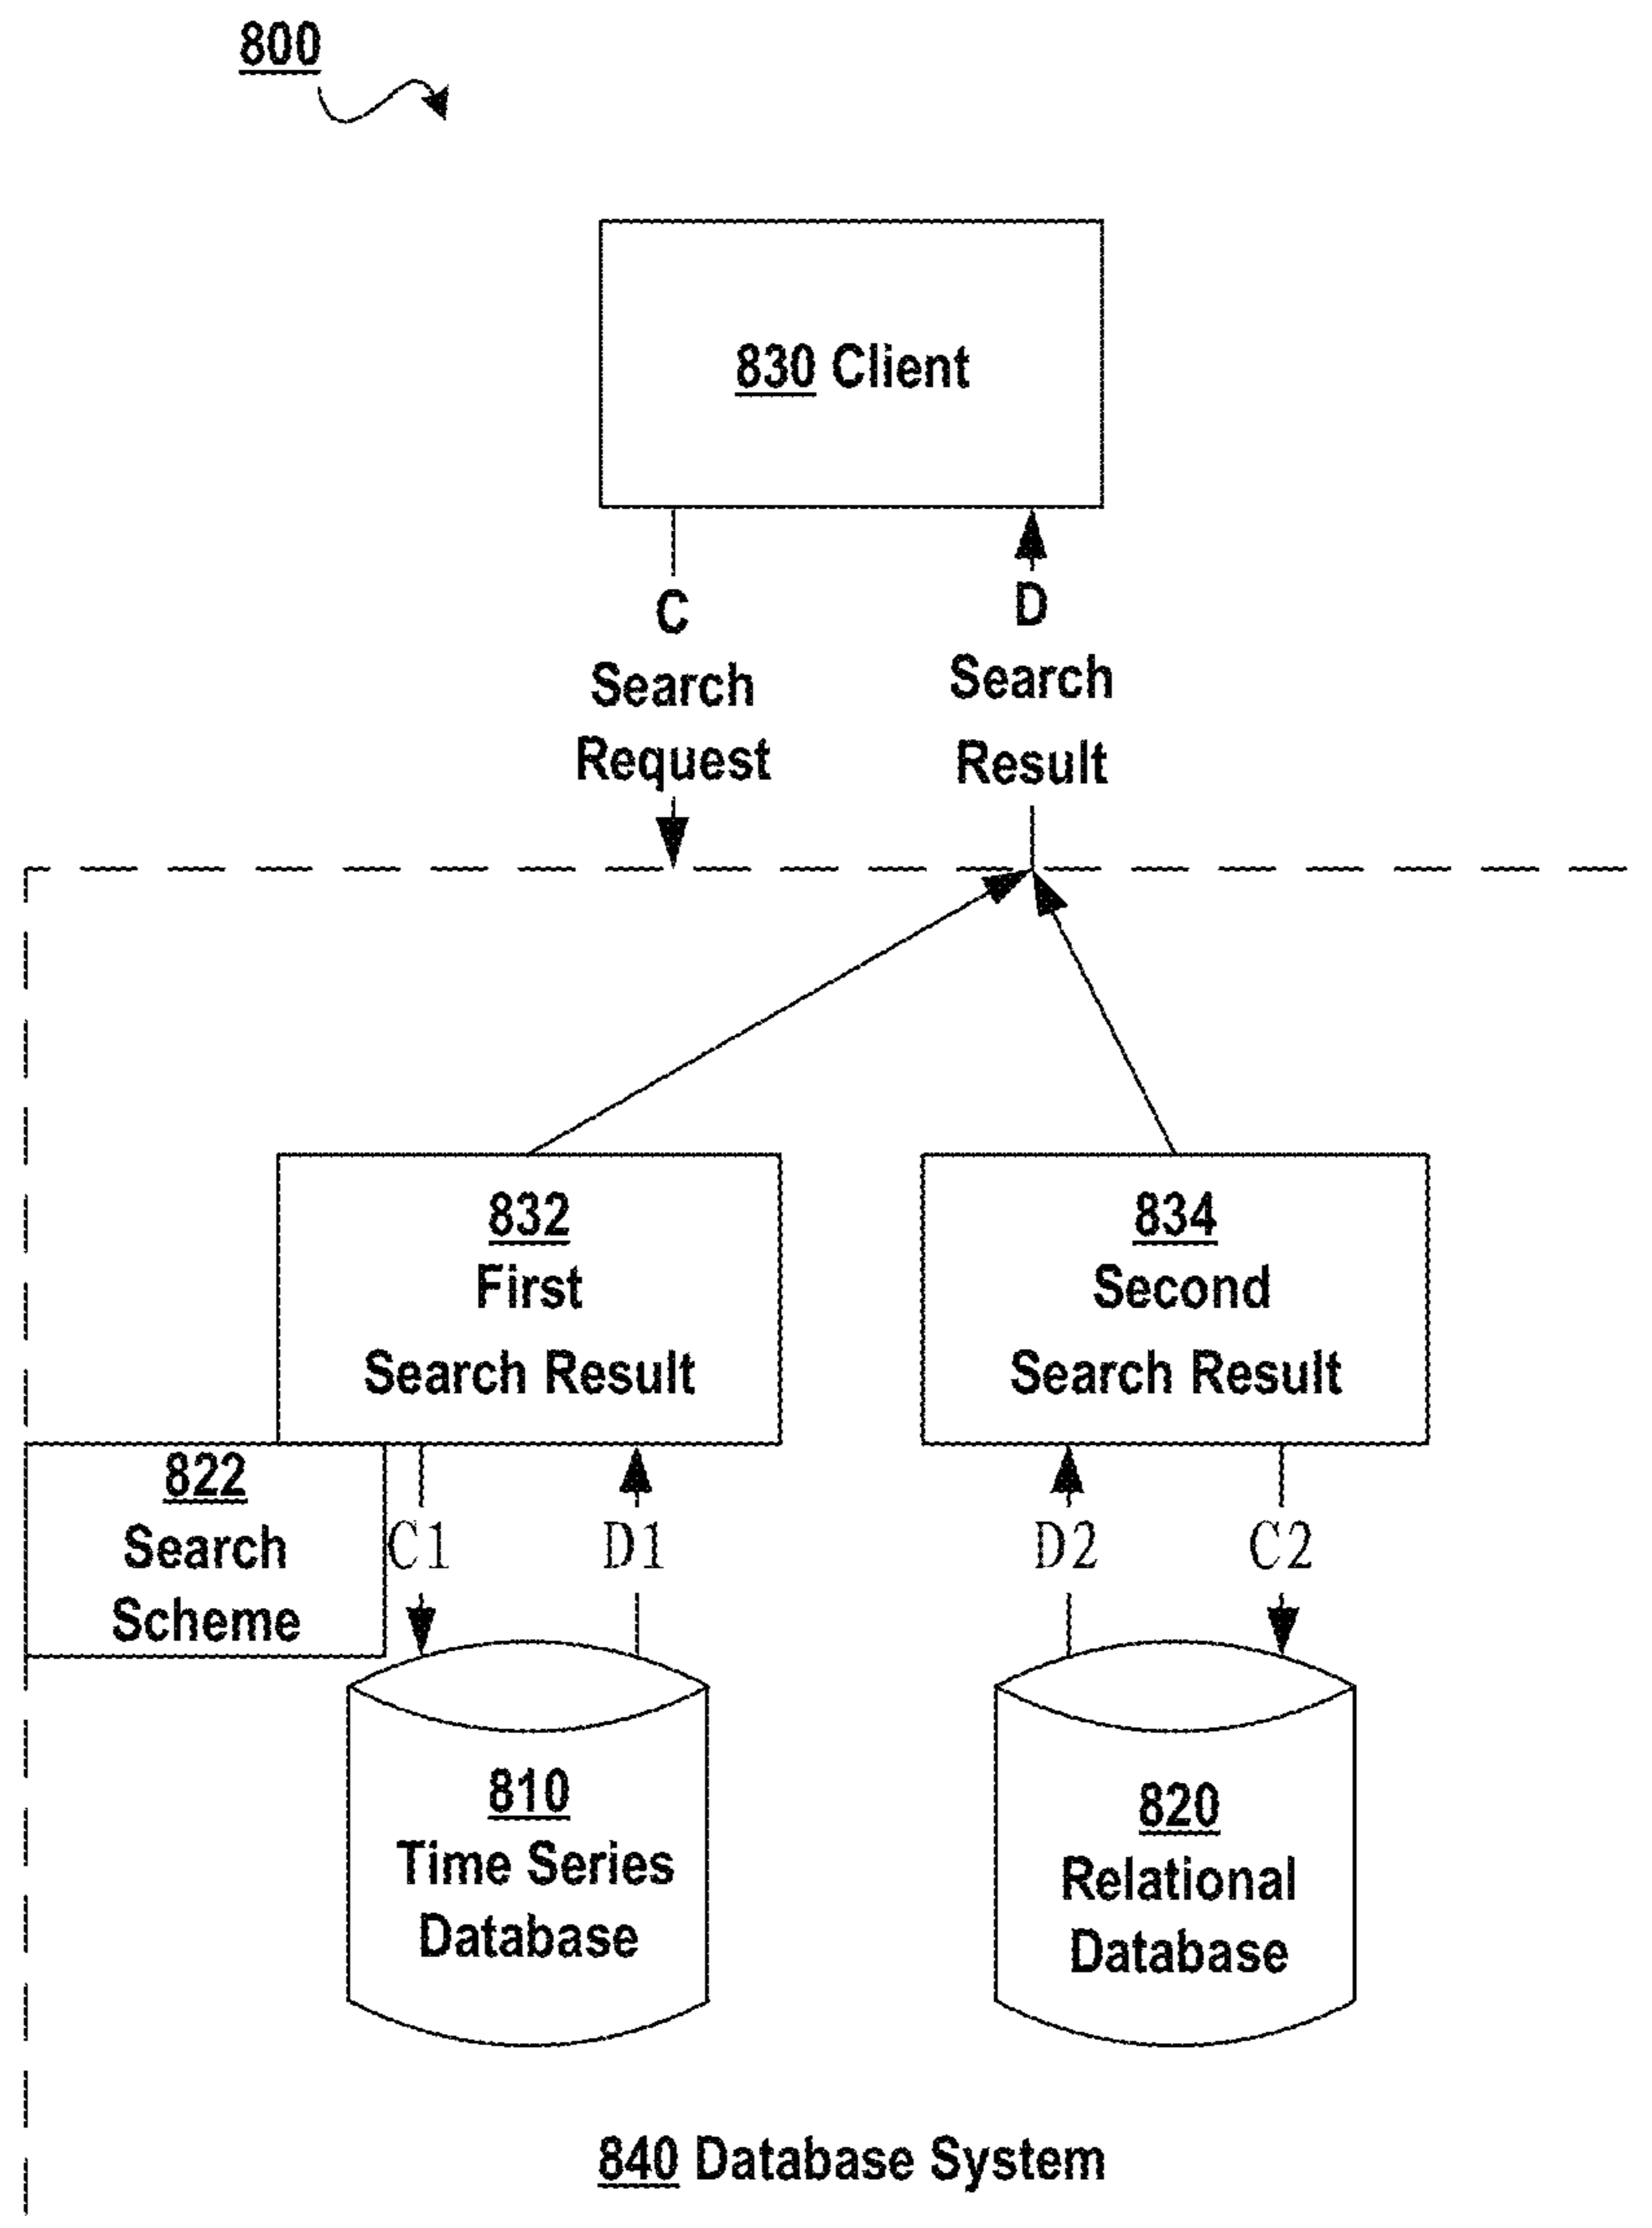 800
830 Client
C
Search
Request
D
Search
Result
832
First
Search Result
834
Second
Search Result
822
Search
Scheme
C1
D1
D2
C2
810
Time Series
Database
820
Relational
Database
840 Database System